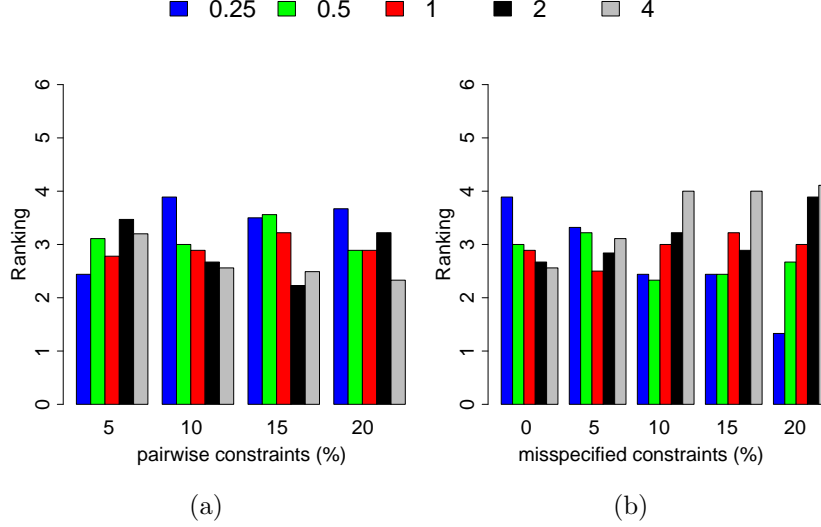 0.25 0.5 1 2 4
Ranking
0 1 2 3 4 5 6
5 10 15 20
pairwise constraints (%)
(a)
Ranking
0 1 2 3 4 5 6
0 5 10 15 20
misspecified constraints (%)
(b)